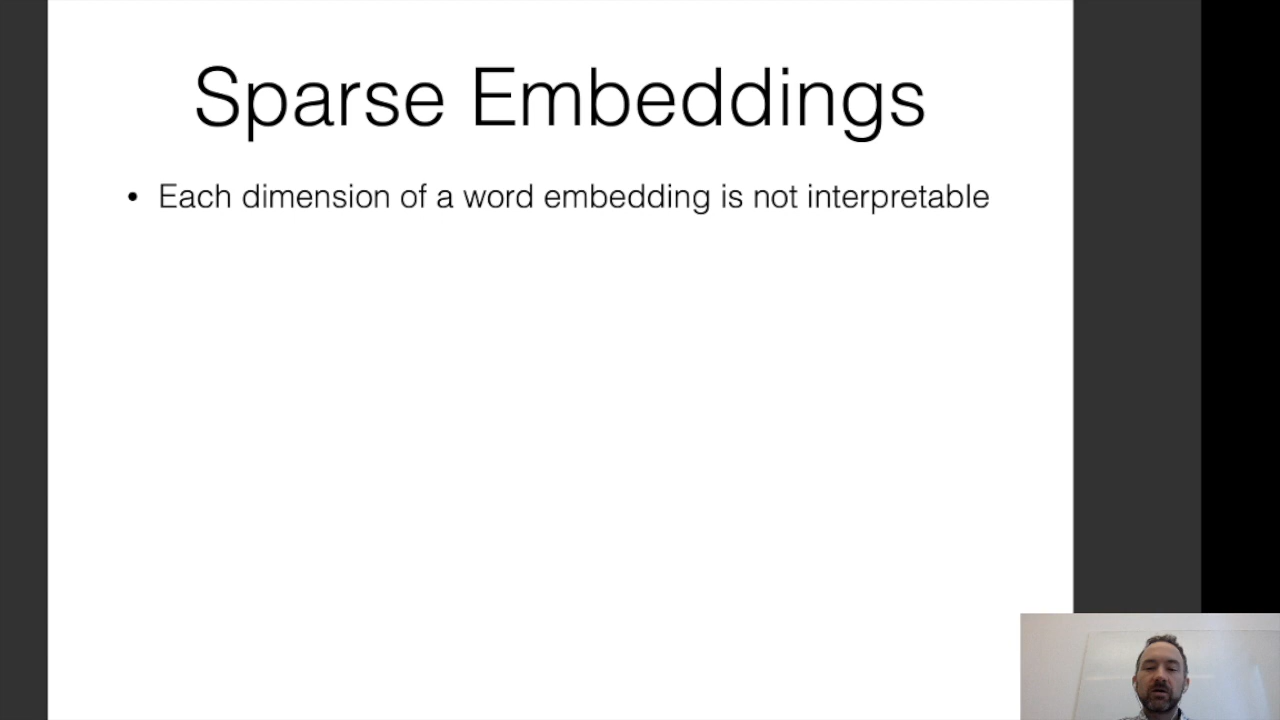 Sparse Embeddings
• Each dimension of a word embedding is not interpretable